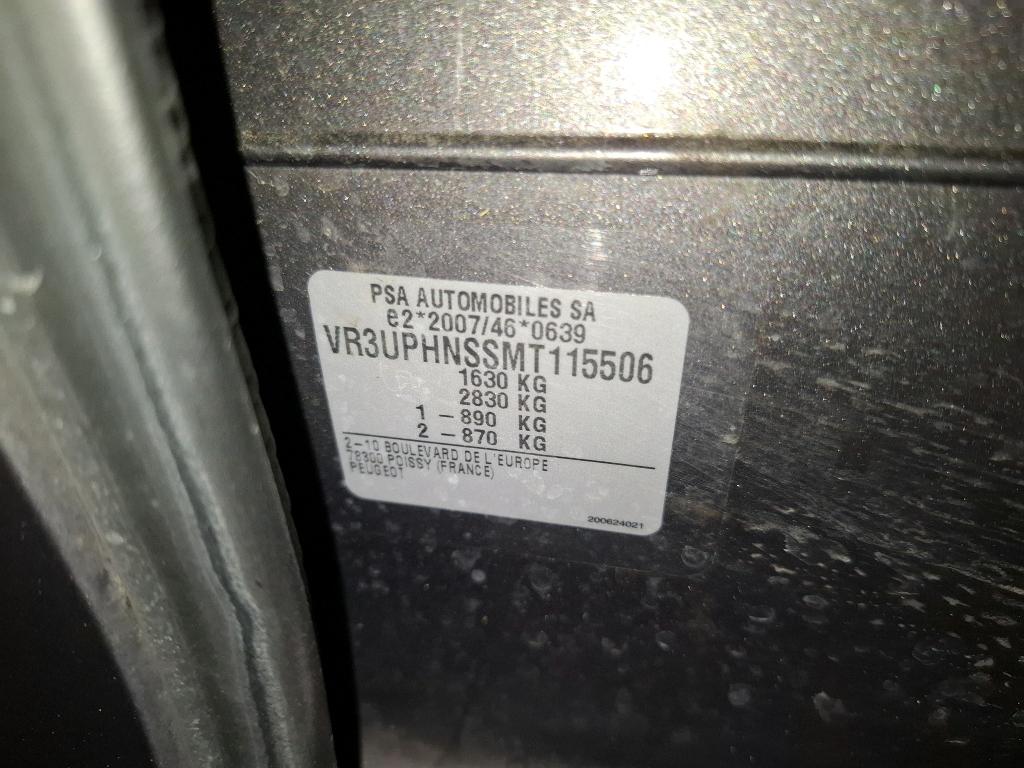 PSA AUTOMOBILES SA
e2*2007/46*0639
VR3UPHNSSMT115506
1630 KG
2830 KG
1 -890 KG
2 -870 KG
2-10 BOULEVARD DE L'EUROPE
78300 POISSY (FRANCE)
PEUGEOT
200624021